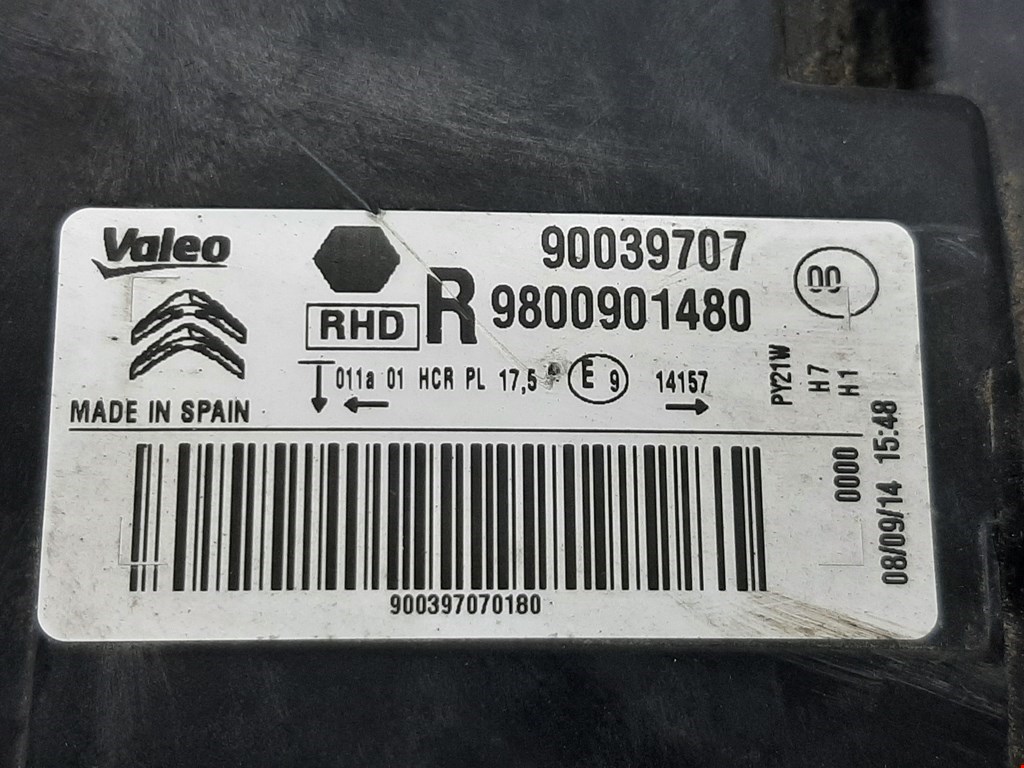 Valeo
90039707
00
RHD
R
9800901480
011a 01 HCR PL 17,5
E 9
14157
MADE IN SPAIN
PY21W
H7
H1
0000
08/09/14 15:48
900397070180